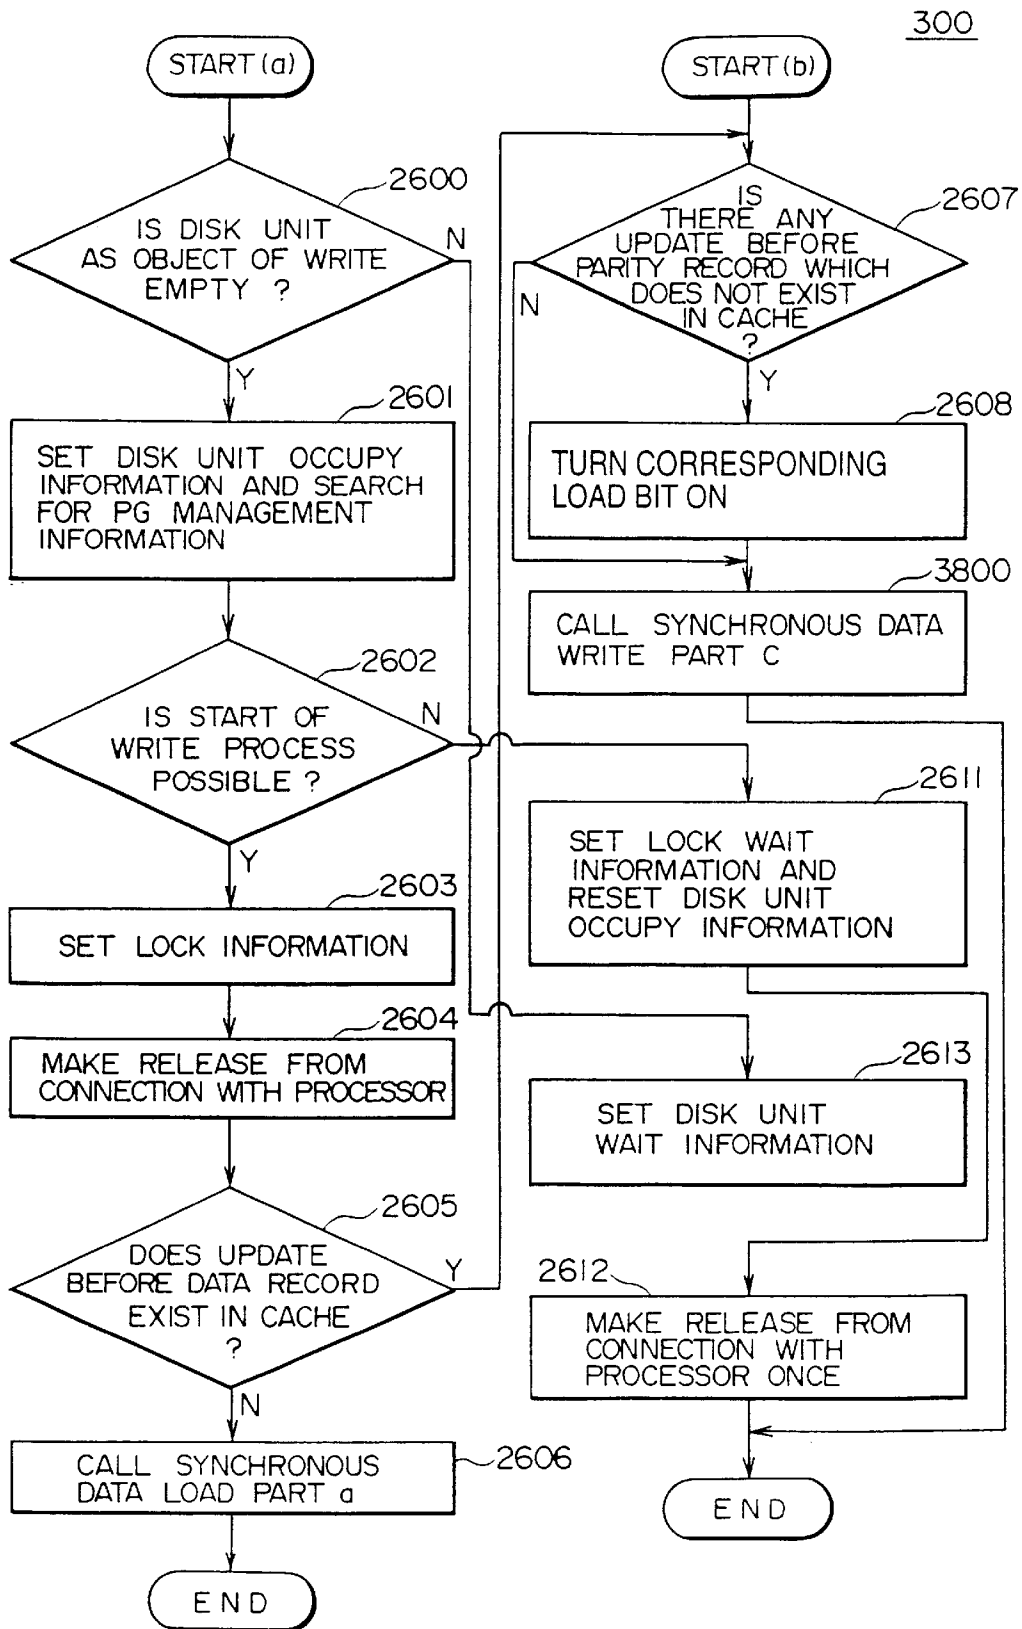 300
START(a)
2600
IS DISK UNIT
AS OBJECT OF WRITE
EMPTY ?
N
Y
2601
SET DISK UNIT OCCUPY
INFORMATION AND SEARCH
FOR PG MANAGEMENT
INFORMATION
2602
IS START OF
WRITE PROCESS
POSSIBLE ?
N
Y
2603
SET LOCK INFORMATION
2604
MAKE RELEASE FROM
CONNECTION WITH PROCESSOR
2605
DOES UPDATE
BEFORE DATA RECORD
EXIST IN CACHE
?
Y
N
2606
CALL SYNCHRONOUS
DATA LOAD PART a
END
START(b)
2607
IS
THERE ANY
UPDATE BEFORE
PARITY RECORD WHICH
DOES NOT EXIST
IN CACHE
?
N
Y
2608
TURN CORRESPONDING
LOAD BIT ON
3800
CALL SYNCHRONOUS DATA
WRITE PART C
2611
SET LOCK WAIT
INFORMATION AND
RESET DISK UNIT
OCCUPY INFORMATION
2613
SET DISK UNIT
WAIT INFORMATION
2612
MAKE RELEASE FROM
CONNECTION WITH
PROCESSOR ONCE
END